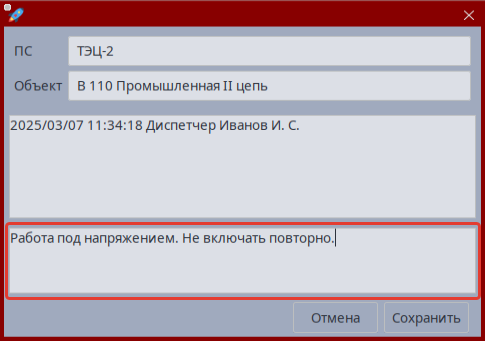 ПС
ТЭЦ-2
Объект
В 110 Промышленная II цепь
2025/03/07 11:34:18 Диспетчер Иванов И. С.
Работа под напряжением. Не включать повторно.
Отмена
Сохранить